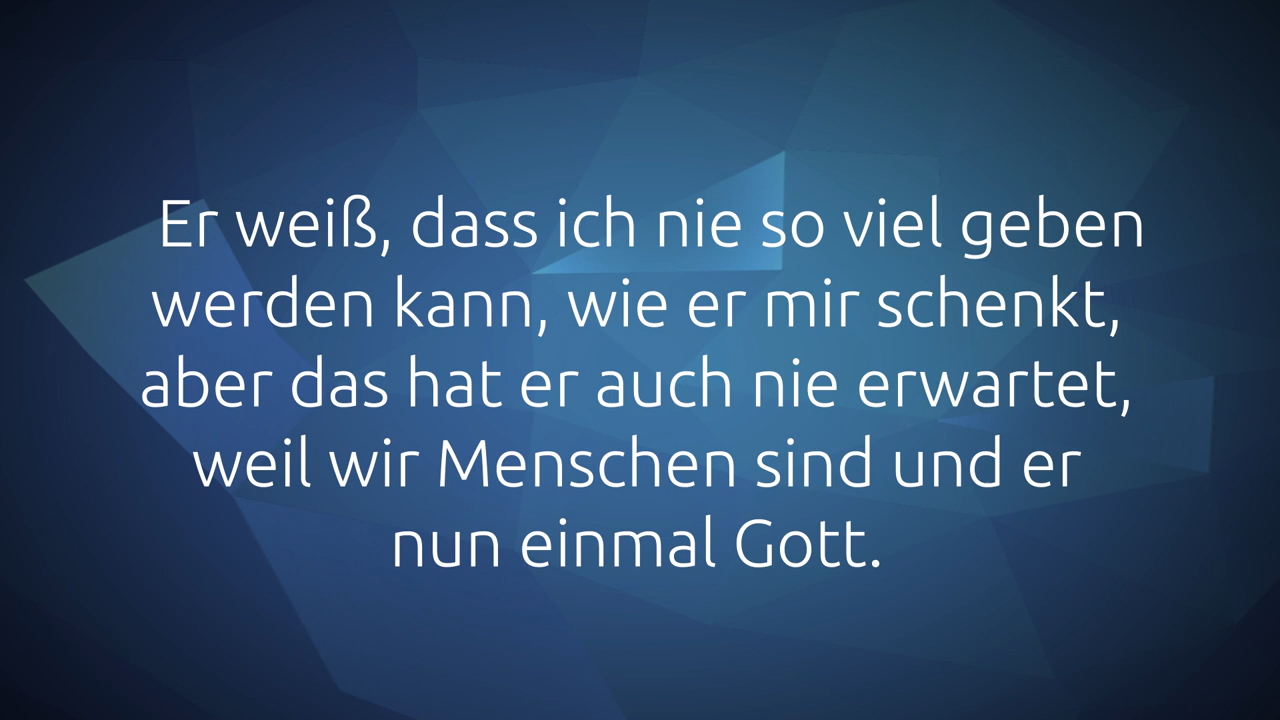 Er weiß, dass ich nie so viel geben
werden kann, wie er mir schenkt,
aber das hat er auch nie erwartet,
weil wir Menschen sind und er
nun einmal Gott.